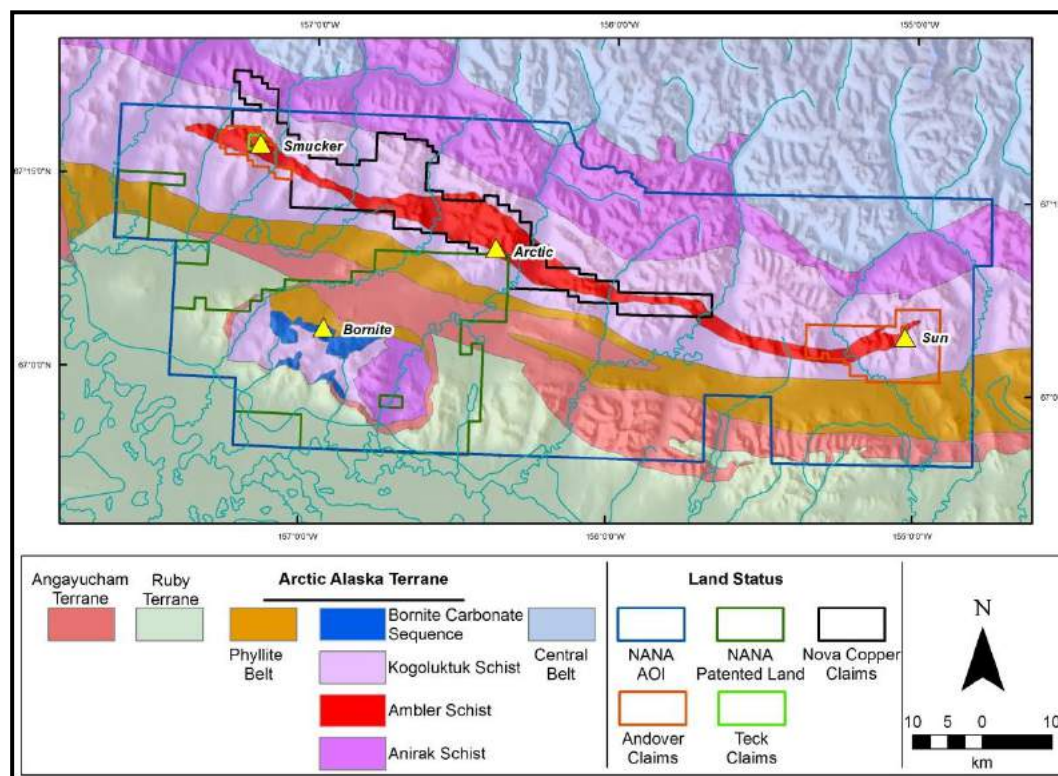 157°0'0"W
156°0'0"W
155°0'0"W
67°15'0"N
Smucker
Arctic
Bornite
Sun
67°0'0"N
157°0'0"W
156°0'0"W
155°0'0"W
Angayucham
Terrane
Ruby
Terrane
Arctic Alaska Terrane
Phyllite
Belt
Bornite Carbonate
Sequence
Kogoluktuk Schist
Ambler Schist
Anirak Schist
Central
Belt
Land Status
NANA
AOI
NANA
Patented Land
Nova Copper
Claims
Andover
Claims
Teck
Claims
N
10 5 0 10
km